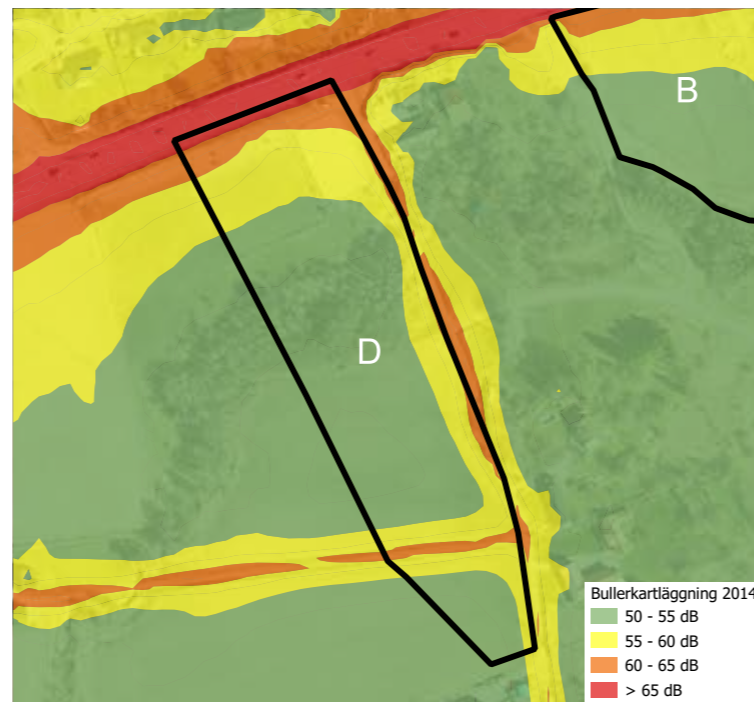 B
D
Bullerkartläggning 2014
50 - 55 dB
55 - 60 dB
60 - 65 dB
> 65 dB